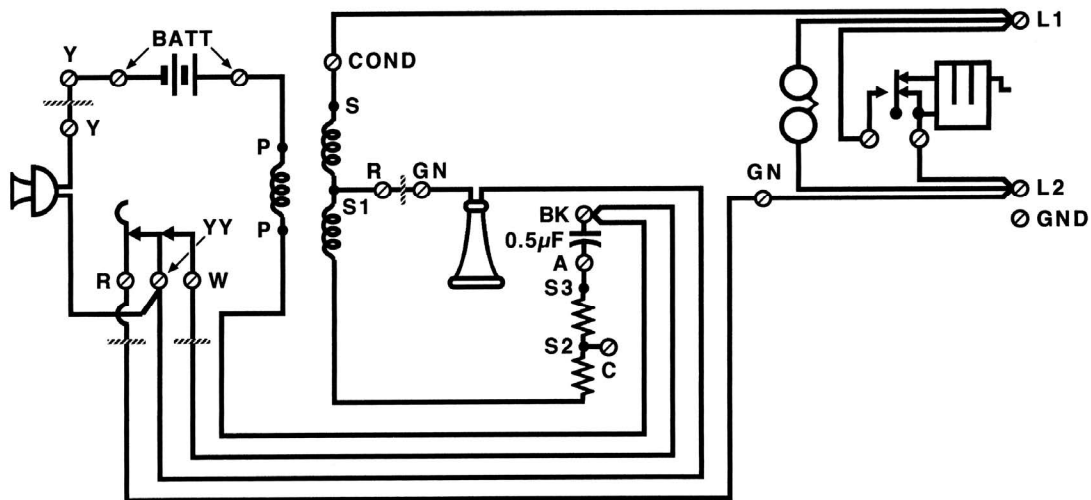 L1
BATT
Y
COND
Y
S
P
R
GN
S1
GN
L2
BK
GND
P
YY
0.5μF
A
R
W
S3
S2
C